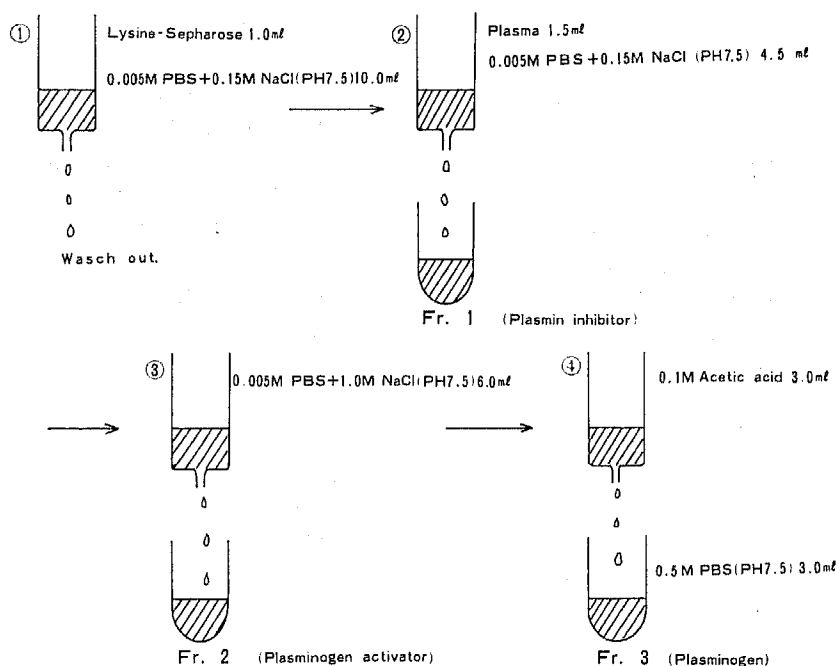 ① Lysine-Sepharose 1.0ml
0.005M PBS+0.15M NaCl(PH7.5)10.0ml
Wasch out.
② Plasma 1.5ml
0.005M PBS+0.15M NaCl (PH7.5) 4.5 ml
Fr. 1 (Plasmin inhibitor)
③ 0.005M PBS+1.0M NaCl(PH7.5)6.0ml
Fr. 2 (Plasminogen activator)
④ 0.1M Acetic acid 3.0ml
0.5M PBS(PH7.5) 3.0ml
Fr. 3 (Plasminogen)